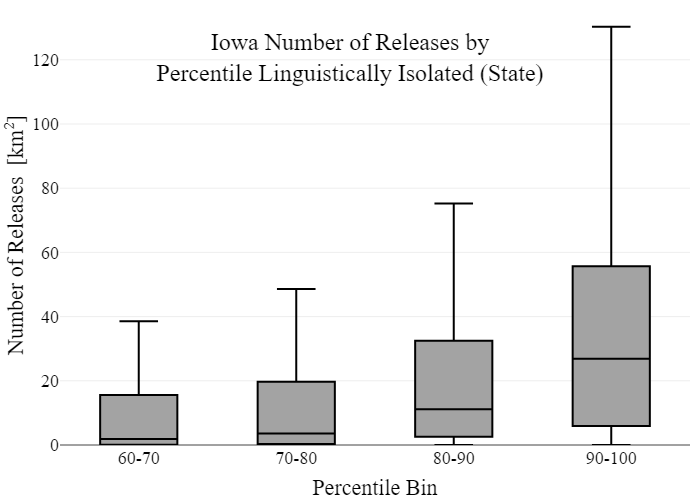 Iowa Number of Releases by
Percentile Linguistically Isolated (State)
Number of Releases [km²]
120
100
80
60
40
20
0
60-70 70-80 80-90 90-100
Percentile Bin